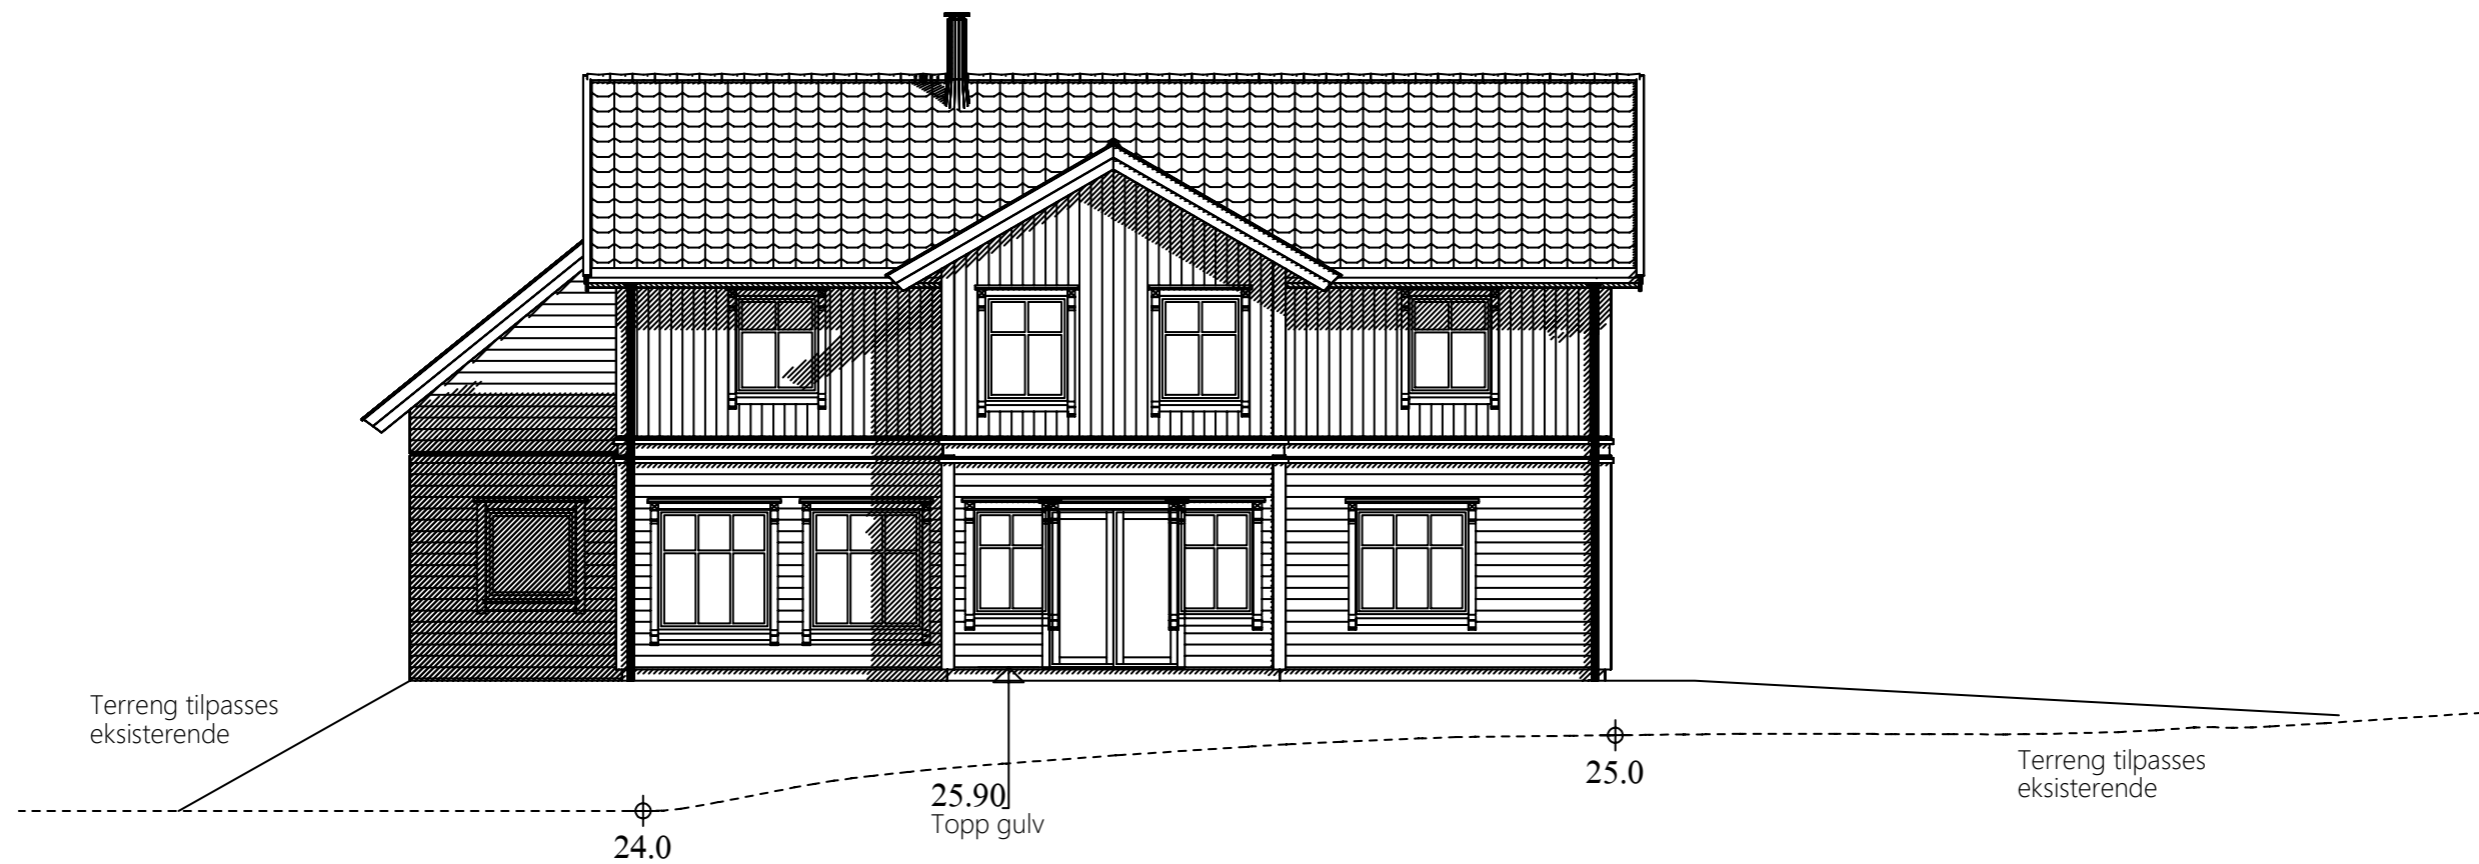 Terreng tilpasses
eksisterende
24.0
25.90
Topp gulv
25.0
Terreng tilpasses
eksisterende